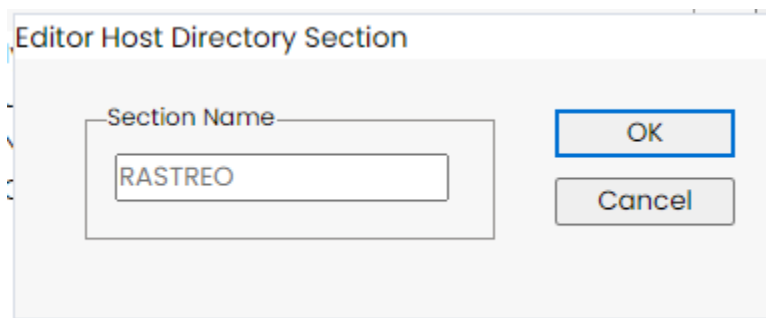 Editor Host Directory Section
Section Name
RASTREO
OK
Cancel